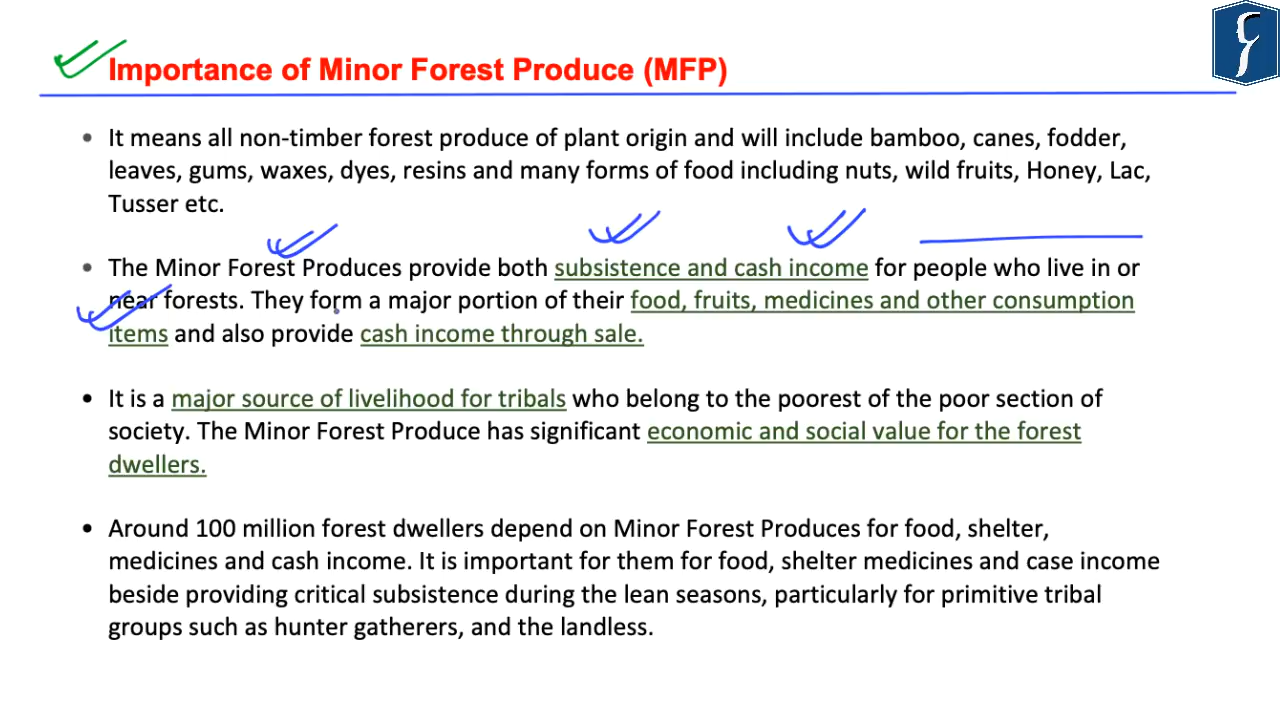 Importance of Minor Forest Produce (MFP)
• It means all non-timber forest produce of plant origin and will include bamboo, canes, fodder,
leaves, gums, waxes, dyes, resins and many forms of food including nuts, wild fruits, Honey, Lac,
Tusser etc.
• The Minor Forest Produces provide both subsistence and cash income for people who live in or
near forests. They form a major portion of their food, fruits, medicines and other consumption
items and also provide cash income through sale.
• It is a major source of livelihood for tribals who belong to the poorest of the poor section of
society. The Minor Forest Produce has significant economic and social value for the forest
dwellers.
• Around 100 million forest dwellers depend on Minor Forest Produces for food, shelter,
medicines and cash income. It is important for them for food, shelter medicines and case income
beside providing critical subsistence during the lean seasons, particularly for primitive tribal
groups such as hunter gatherers, and the landless.